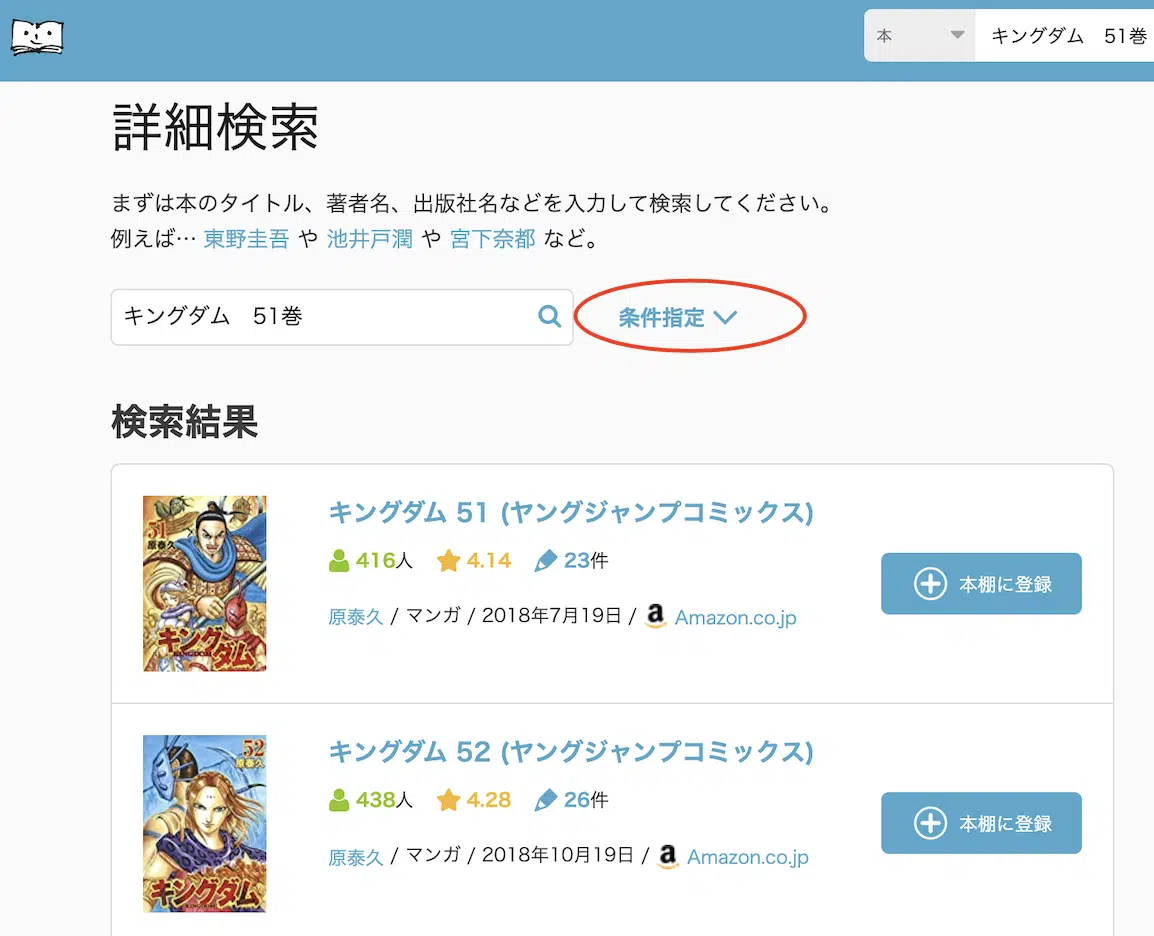 本
キングダム　51巻
詳細検索
まずは本のタイトル、著者名、出版社名などを入力して検索してください。
例えば… 東野圭吾 や 池井戸潤 や 宮下奈都 など。
キングダム　51巻
条件指定
検索結果
51
原泰久
キングダム
KINGDOM
キングダム 51 (ヤングジャンプコミックス)
416人 4.14 23件
原泰久 / マンガ / 2018年7月19日 / a Amazon.co.jp
本棚に登録
52
原泰久
キングダム
キングダム 52 (ヤングジャンプコミックス)
438人 4.28 26件
原泰久 / マンガ / 2018年10月19日 / a Amazon.co.jp
本棚に登録